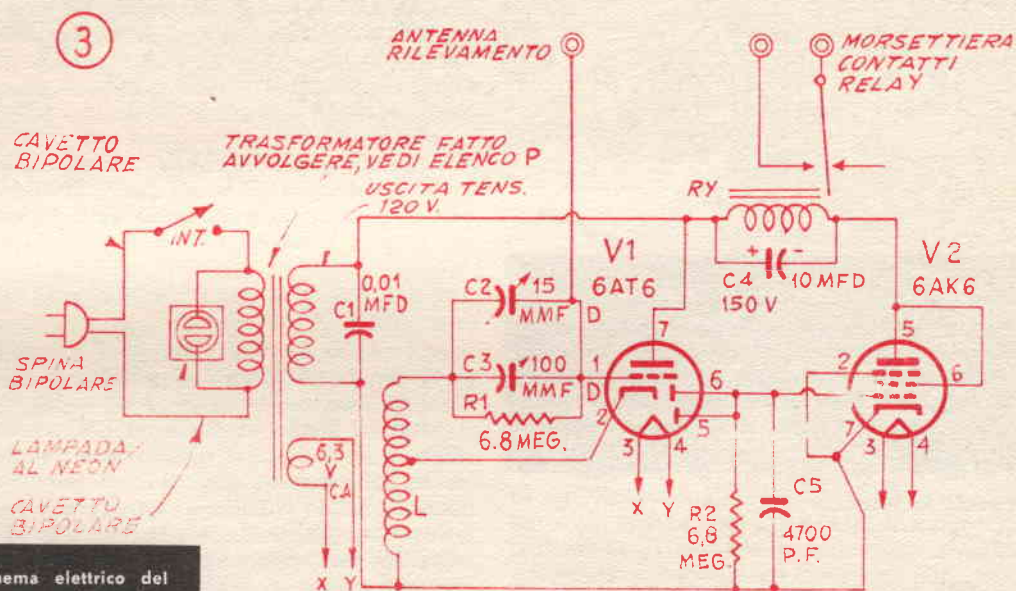 3
ANTENNA
RILEVAMENTO
MORSETTIERA
CONTATTI
RELAY
CAVETTO
BIPOLARE
TRASFORMATORE FATTO
AVVOLGERE, VEDI ELENCO P
USCITA TENS.
120 V.
INT.
RY
V1
6AT6
V2
6AK6
C4
+ -
10 MFD
150 V
0,01
MFD
C1
C2
15
MMF
D
C3
100
MMF
D
R1
6.8 MEG.
7
1
2
6
5
3
4
5
2
6
7
3
4
SPINA
BIPOLARE
LAMPADA
AL NEON
CAVETTO
BIPOLARE
6,3
V
CA
L
X Y
X Y
R2
6,8
MEG.
C5
4700
P.F.
ema elettrico del